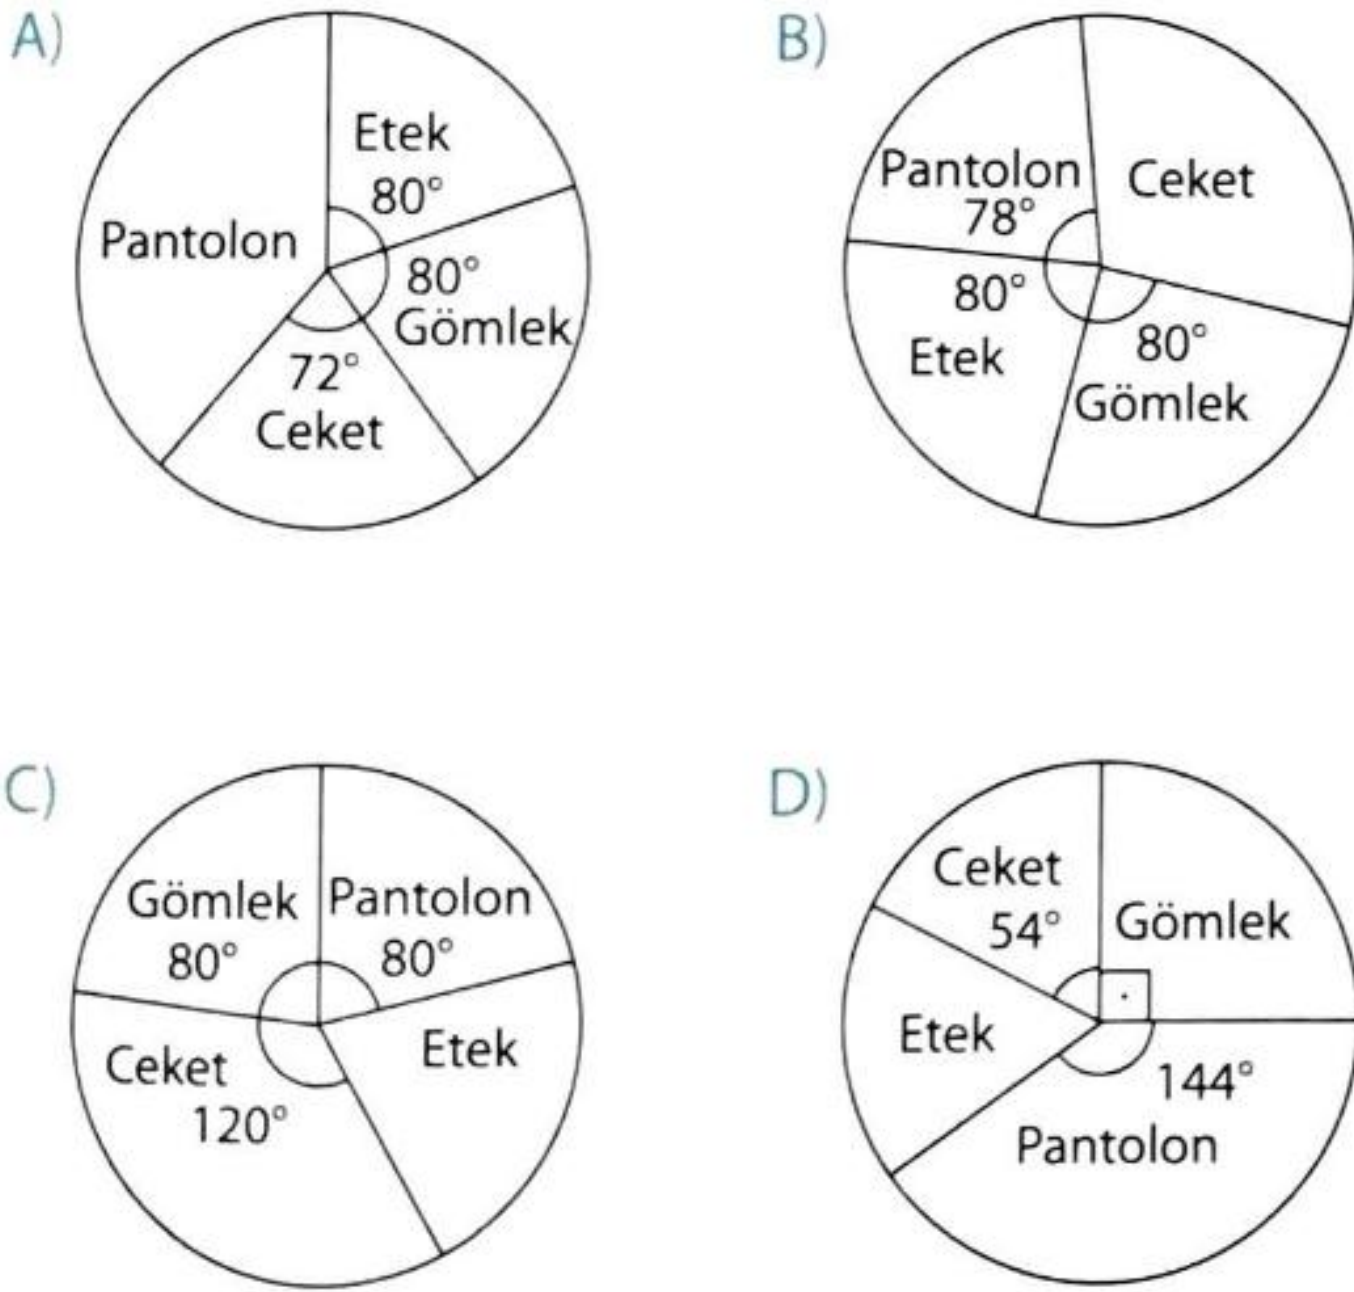 A)
Etek
80°
Pantolon
80°
Gömlek
72°
Ceket
B)
Pantolon
78°
Ceket
80°
Etek
80°
Gömlek
C)
Gömlek
80°
Pantolon
80°
Etek
Ceket
120°
D)
Ceket
54°
Gömlek
Etek
144°
Pantolon